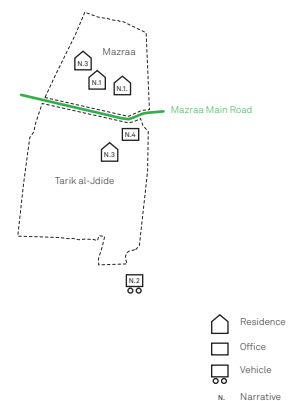 Mazraa
N.3
N.1
N.1.
Mazraa Main Road
N.4
N.3
Tarik al-Jdide
N.2
Residence
Office
Vehicle
N. Narrative